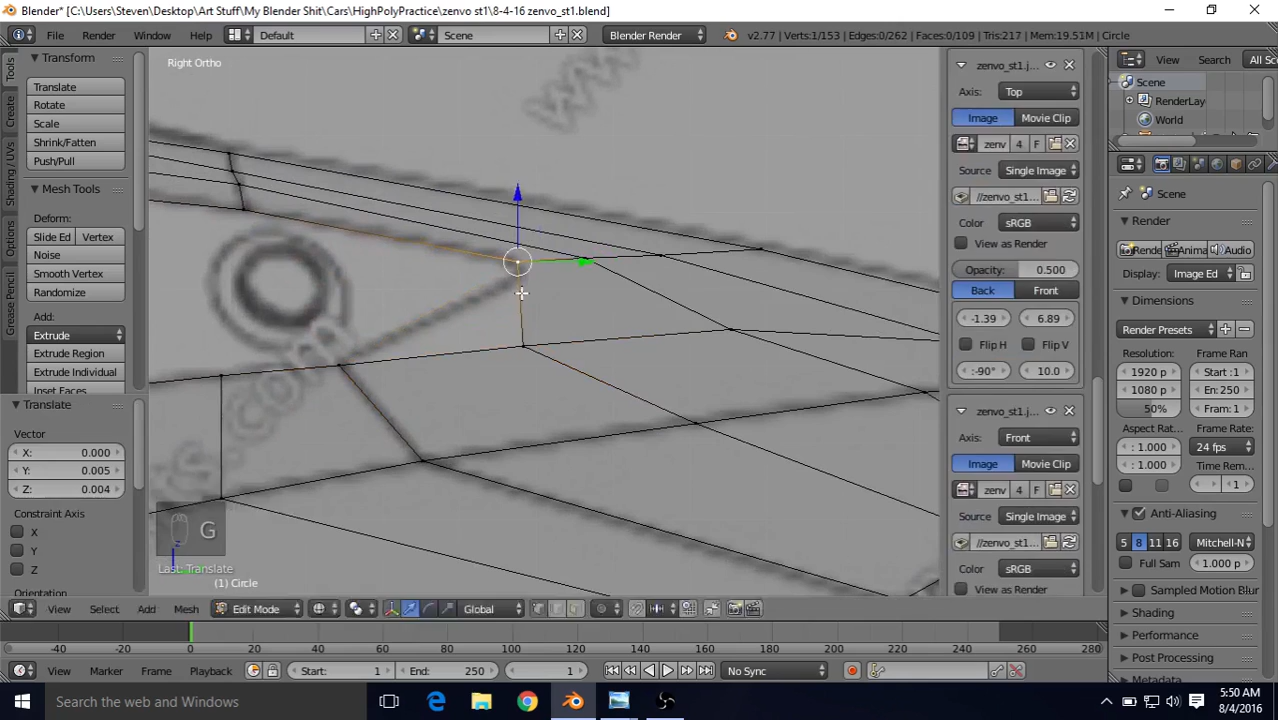 Blender* [C:\Users\Steven\Desktop\Art Stuff\My Blender Shit\Cars\HighPolyPractice\zenvo st1\8-4-16 zenvo_st1.blend]
File Render Window Help Default Scene Blender Render v2.77 | Verts:1/153 | Edges:0/262 | Faces:0/109 | Tris:217 | Mem:19.51M | Circle
Tools
Create
Shading / UVs
Options
Grease Pencil
Transform
Translate
Rotate
Scale
Shrink/Fatten
Push/Pull
Mesh Tools
Deform:
Slide Ed Vertex
Noise
Smooth Vertex
Randomize
Extrude
Extrude Region
Extrude Individual
Inset Faces
Translate
Vector
X: 0.000
Y: 0.005
Z: 0.004
Constraint Axis
X
Y
Z
Orientation
Right Ortho
www
s.co
G
Last: Translate
(1) Circle
zenvo_st1.j...
Axis: Top
Image Movie Clip
zenv 4 F
Source Single Image
//zenvo_st1...
Color sRGB
View as Render
Opacity: 0.500
Back Front
-1.39 6.89
Flip H Flip V
:-90° 10.0
zenvo_st1.j...
Axis: Front
Image Movie Clip
zenv 4 F
Source Single Image
//zenvo_st1...
Color: sRGB
View as Render
View Search All Sc
Scene
RenderLay
World
Scene
Render
Rende Anima Audio
Display: Image Ed
Dimensions
Render Presets
Resolution: Frame Ran
1920 p Start :1
1080 p En: 250
50% Fram: 1
Aspect Rat... Frame Rate:
: 1.000 24 fps
: 1.000 Time Rem...
1
Anti-Aliasing
5 8 11 16 Mitchell-N
Full Sam 1.000 p
Sampled Motion Blur
Shading
Performance
Post Processing
Metadata
View Select Add Mesh Edit Mode Global
-40 -20 0 20 40 60 80 100 120 140 160 180 200 220 240 260 280
View Marker Frame Playback Start: 1 End: 250 1 No Sync
Search Windows
5:50 AM
8/4/2016